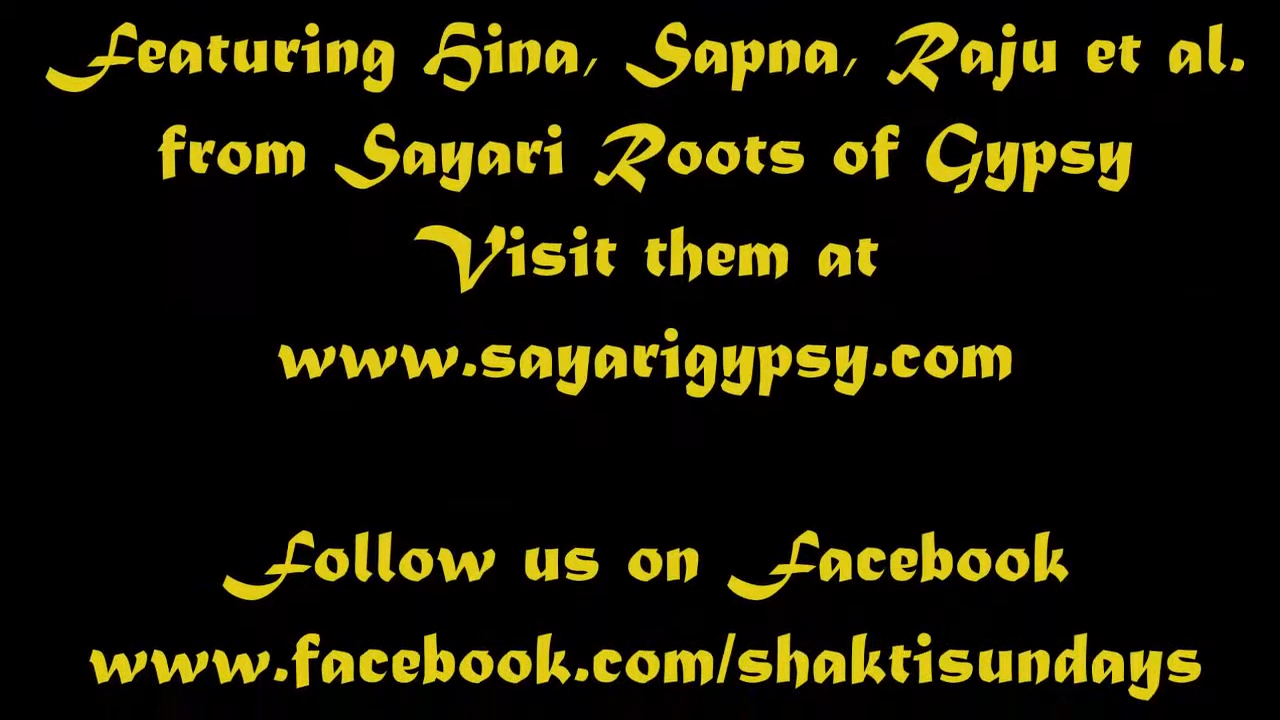 Featuring Hina, Sapna, Raju et al.
from Sayari Roots of Gypsy
Visit them at
www.sayarigypsy.com
Follow us on Facebook
www.facebook.com/shaktisundays